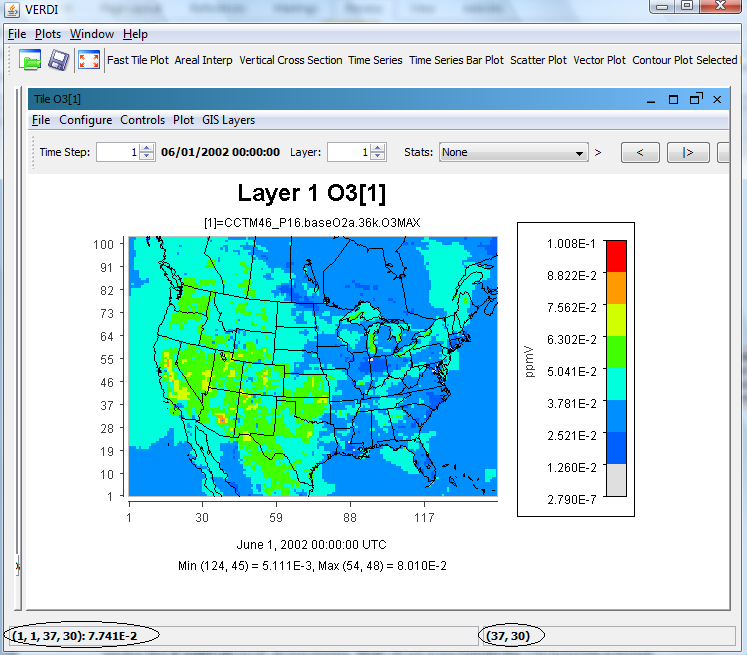 VERDI
File Plots Window Help
Fast Tile Plot Areal Interp Vertical Cross Section Time Series Time Series Bar Plot Scatter Plot Vector Plot Contour Plot Selected
Tile O3[1]
File Configure Controls Plot GIS Layers
Time Step: 1 06/01/2002 00:00:00 Layer: 1 Stats: None > < |>
Layer 1 O3[1]
[1]=CCTM46_P16.baseO2a.36k.O3MAX
100
91
82
73
64
55
46
37
28
19
10
1
1 30 59 88 117
1.008E-1
8.822E-2
7.562E-2
6.302E-2
5.041E-2
3.781E-2
2.521E-2
1.260E-2
2.790E-7
ppmV
June 1, 2002 00:00:00 UTC
Min (124, 45) = 5.111E-3, Max (54, 48) = 8.010E-2
(1, 1, 37, 30): 7.741E-2 (37, 30)